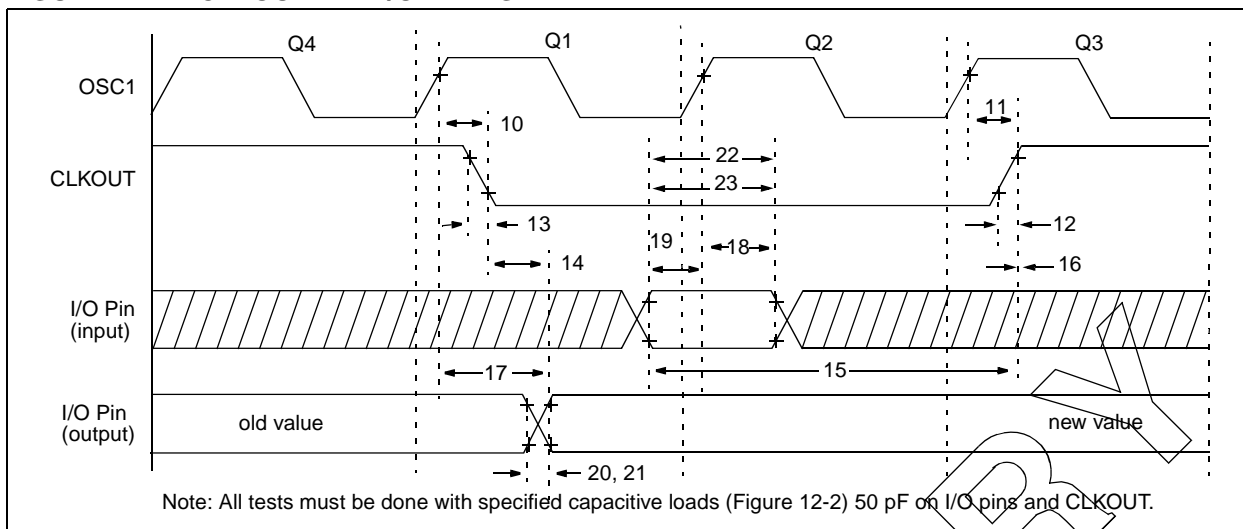 Q4 Q1 Q2 Q3
OSC1
10 11
22
CLKOUT
23
13 12
19 18
14 16
I/O Pin
(input)
17 15
I/O Pin
(output)
old value new value
20, 21
Note: All tests must be done with specified capacitive loads (Figure 12-2) 50 pF on I/O pins and CLKOUT.
R Y